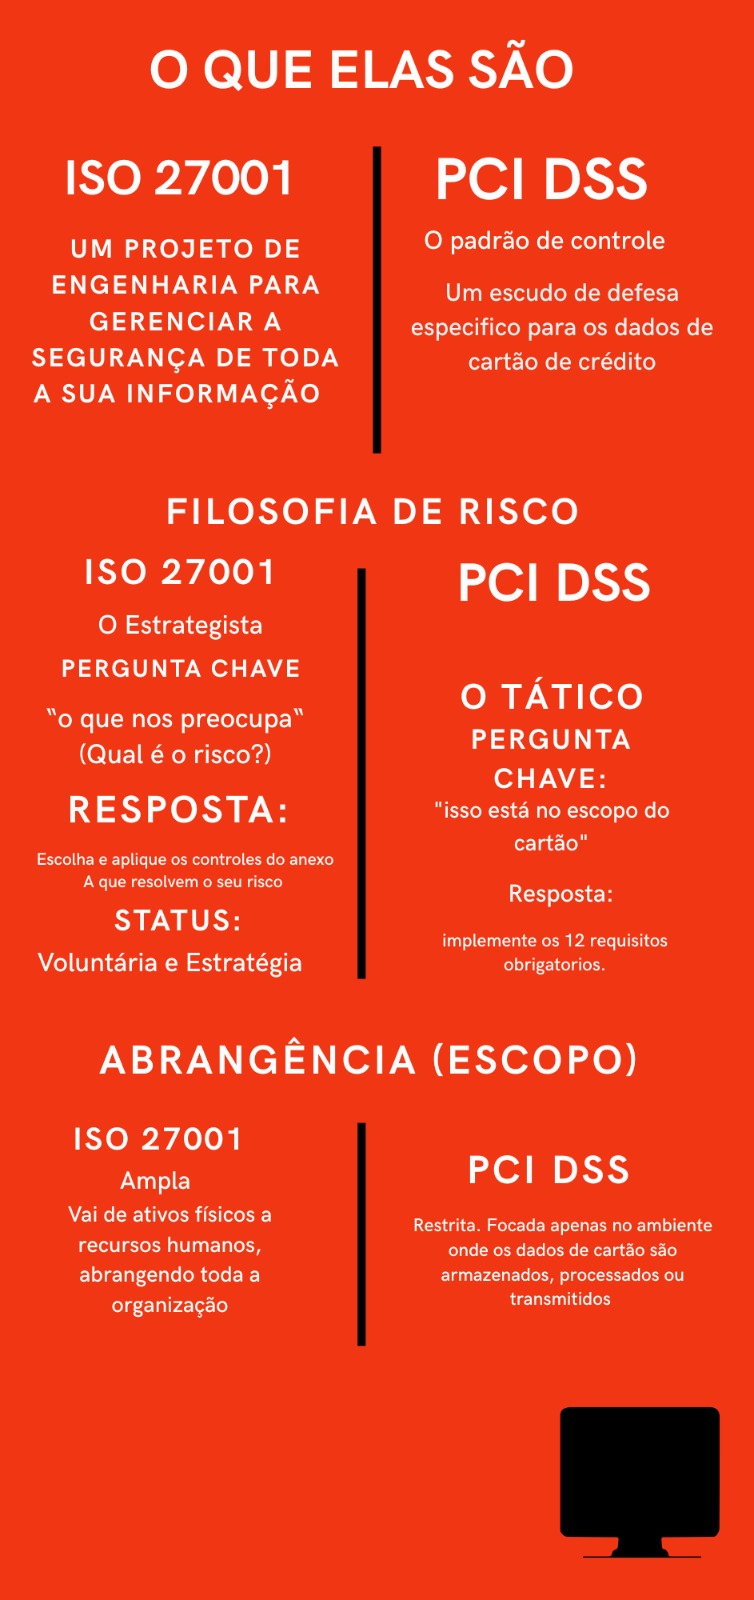 O QUE ELAS SÃO
ISO 27001
UM PROJETO DE
ENGENHARIA PARA
GERENCIAR A
SEGURANÇA DE TODA
A SUA INFORMAÇÃO
PCI DSS
O padrão de controle
Um escudo de defesa
especifico para os dados de
cartão de crédito
FILOSOFIA DE RISCO
ISO 27001
O Estrategista
PERGUNTA CHAVE
“o que nos preocupa“
(Qual é o risco?)
RESPOSTA:
Escolha e aplique os controles do anexo
A que resolvem o seu risco
STATUS:
Voluntária e Estratégia
PCI DSS
O TÁTICO
PERGUNTA
CHAVE:
"isso está no escopo do
cartão"
Resposta:
implemente os 12 requisitos
obrigatorios.
ABRANGÊNCIA (ESCOPO)
ISO 27001
Ampla
Vai de ativos físicos a
recursos humanos,
abrangendo toda a
organização
PCI DSS
Restrita. Focada apenas no ambiente
onde os dados de cartão são
armazenados, processados ou
transmitidos